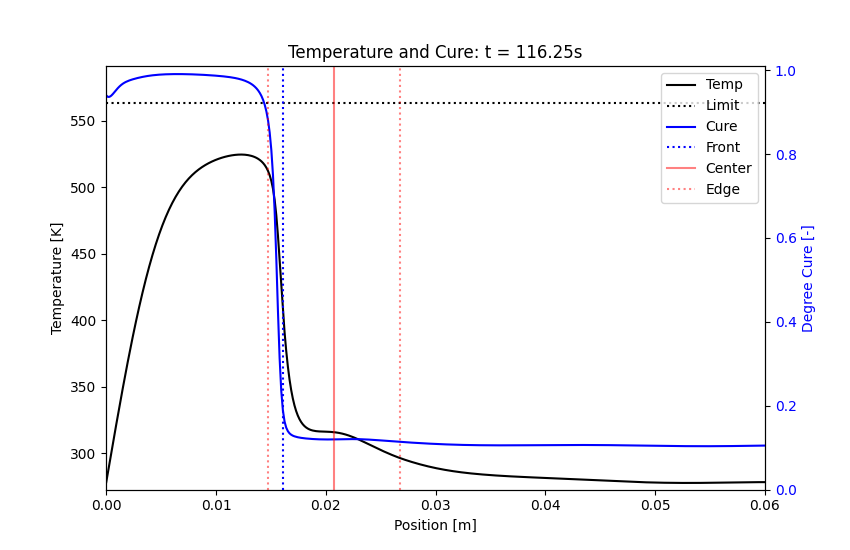 Temperature and Cure: t = 116.25s
Temp
Limit
Cure
Front
Center
Edge
Temperature [K]
550
500
450
400
350
300
Degree Cure [-]
1.0
0.8
0.6
0.4
0.2
0.0
0.00 0.01 0.02 0.03 0.04 0.05 0.06
Position [m]